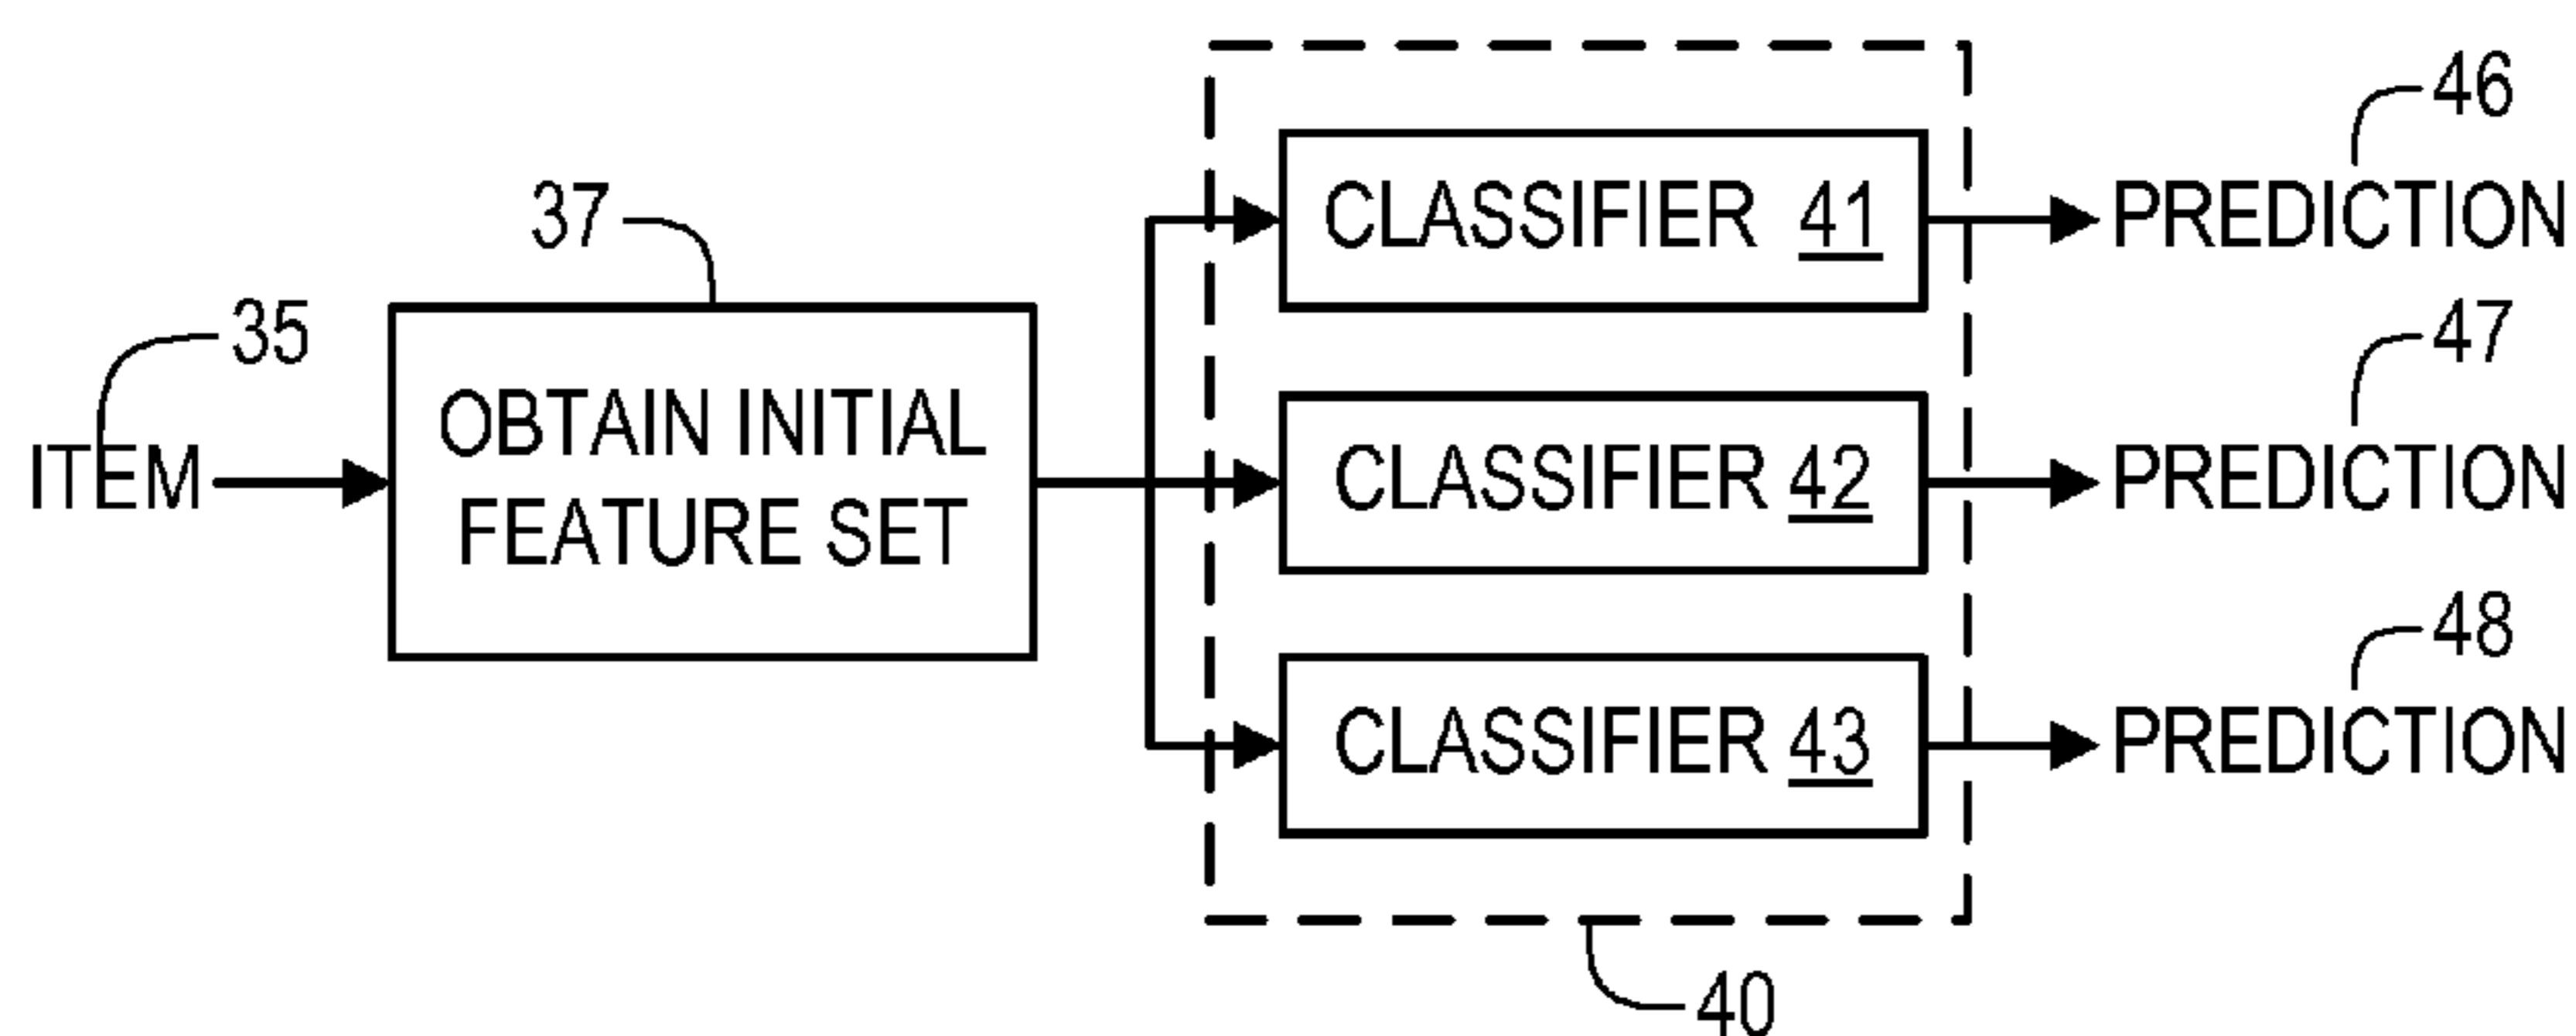 46
CLASSIFIER 41
PREDICTION
37
35
47
ITEM
OBTAIN INITIAL
FEATURE SET
CLASSIFIER 42
PREDICTION
48
CLASSIFIER 43
PREDICTION
40